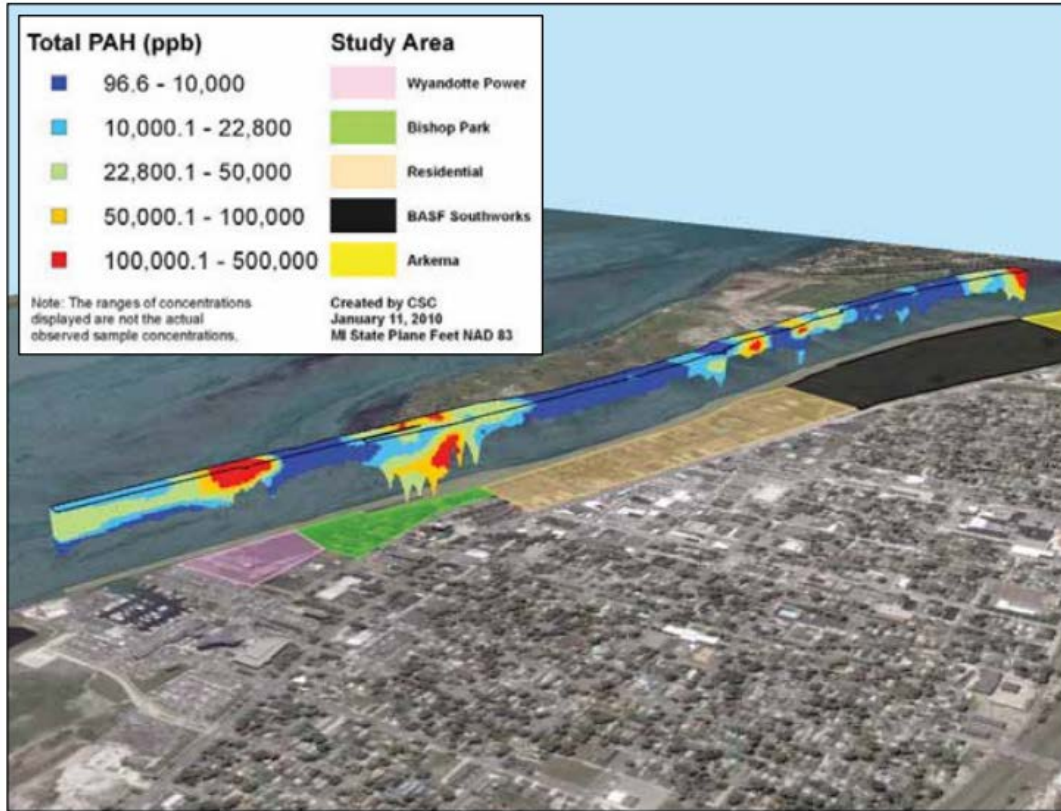 Total PAH (ppb)
96.6 - 10,000
10,000.1 - 22,800
22,800.1 - 50,000
50,000.1 - 100,000
100,000.1 - 500,000
Note: The ranges of concentrations
displayed are not the actual
observed sample concentrations.
Study Area
Wyandotte Power
Bishop Park
Residential
BASF Southworks
Arkema
Created by CSC
January 11, 2010
MI State Plane Feet NAD 83